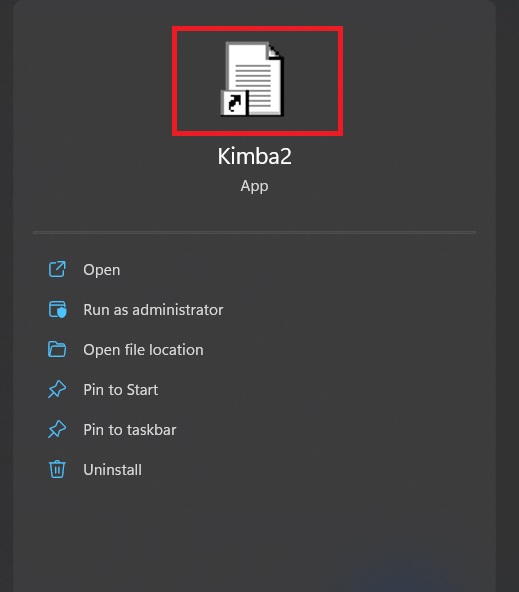 Kimba2
App
Open
Run as administrator
Open file location
Pin to Start
Pin to taskbar
Uninstall